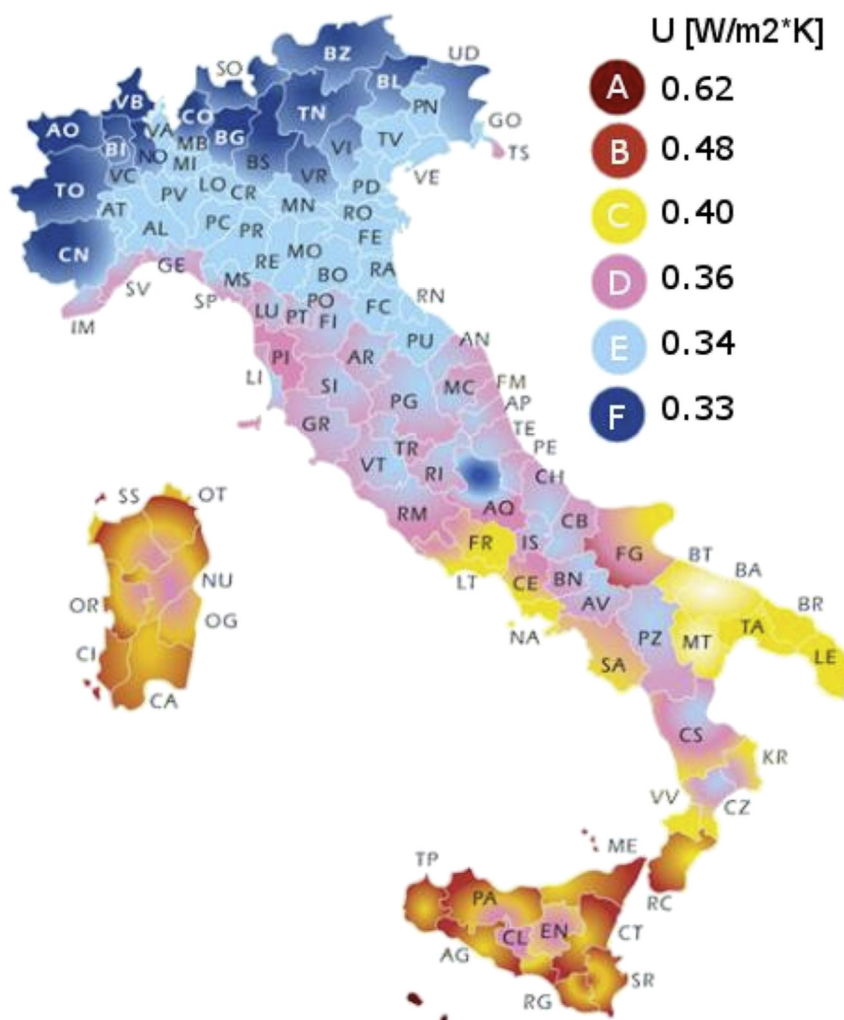 U [W/m2*K]
A 0.62
B 0.48
C 0.40
D 0.36
E 0.34
F 0.33
BZ
UD
SO
BL
VB
CO
TN
PN
AO
VA
BG
GO
BI
NO
MB
TV
TS
MI
BS
VI
VC
VR
VE
TO
LO
PD
PV
CR
AT
MN
RO
AL
PC
PR
FE
CN
GE
RE
MO
RA
SV
MS
BO
RN
SP
PO
IM
LU
PT
FI
FC
PU
AN
PI
AR
LI
SI
MC
FM
PG
AP
GR
TE
TR
PE
VT
RI
CH
SS
OT
RM
AQ
CB
FR
IS
FG
BT
NU
LT
CE
BN
BA
OR
OG
AV
BR
NA
PZ
MT
TA
CI
SA
LE
CA
CS
KR
VV
CZ
TP
ME
PA
RC
CL
EN
CT
AG
SR
RG